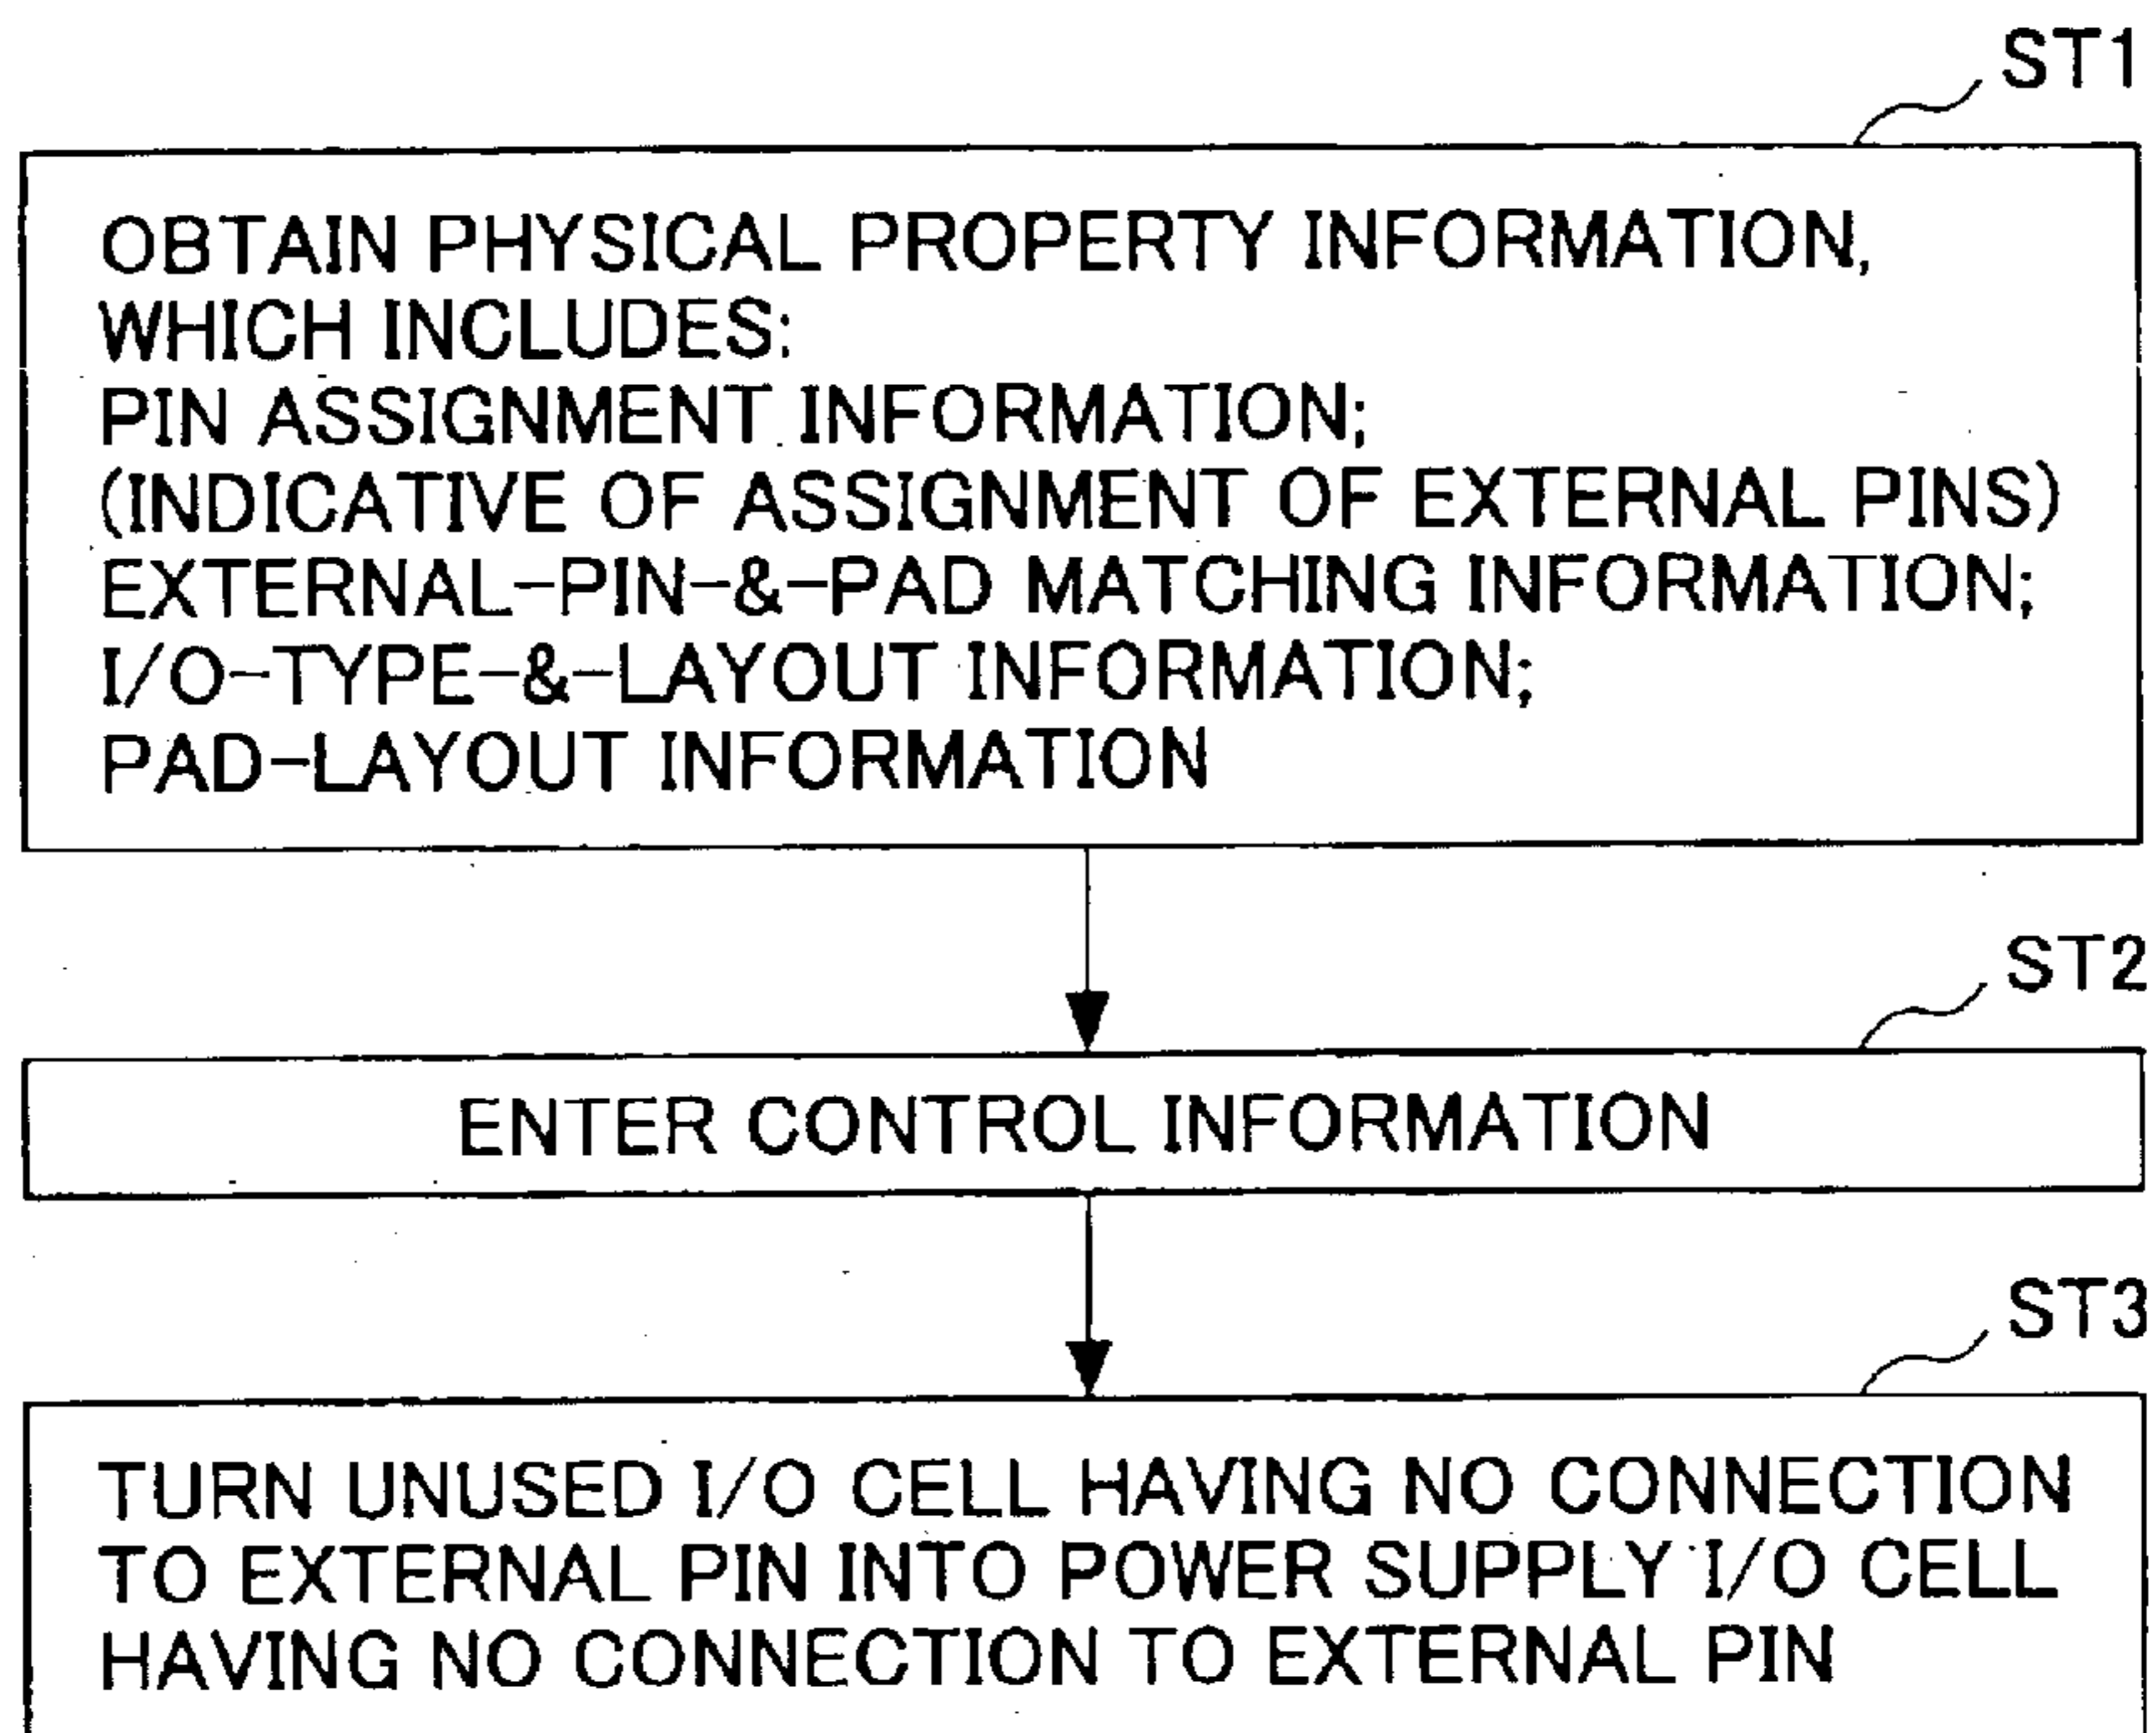 ST1
OBTAIN PHYSICAL PROPERTY INFORMATION,
WHICH INCLUDES:
PIN ASSIGNMENT INFORMATION;
(INDICATIVE OF ASSIGNMENT OF EXTERNAL PINS)
EXTERNAL-PIN-&-PAD MATCHING INFORMATION;
I/O-TYPE-&-LAYOUT INFORMATION;
PAD-LAYOUT INFORMATION
ST2
ENTER CONTROL INFORMATION
ST3
TURN UNUSED I/O CELL HAVING NO CONNECTION
TO EXTERNAL PIN INTO POWER SUPPLY I/O CELL
HAVING NO CONNECTION TO EXTERNAL PIN